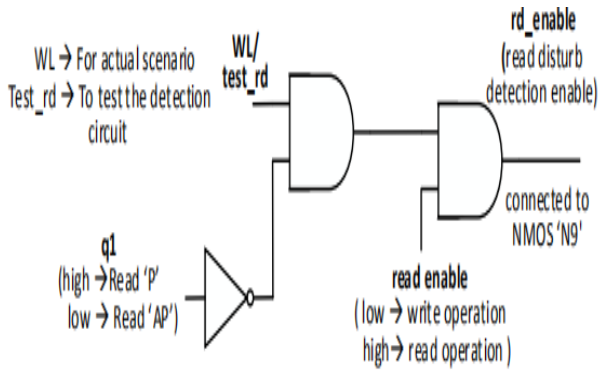 WL → For actual scenario
Test_rd → To test the detection
circuit
WL/
test_rd
rd_enable
(read disturb
detection enable)
connected to
NMOS 'N9'
q1
(high →Read 'P'
low → Read 'AP')
read enable
( low → write operation
high→ read operation )